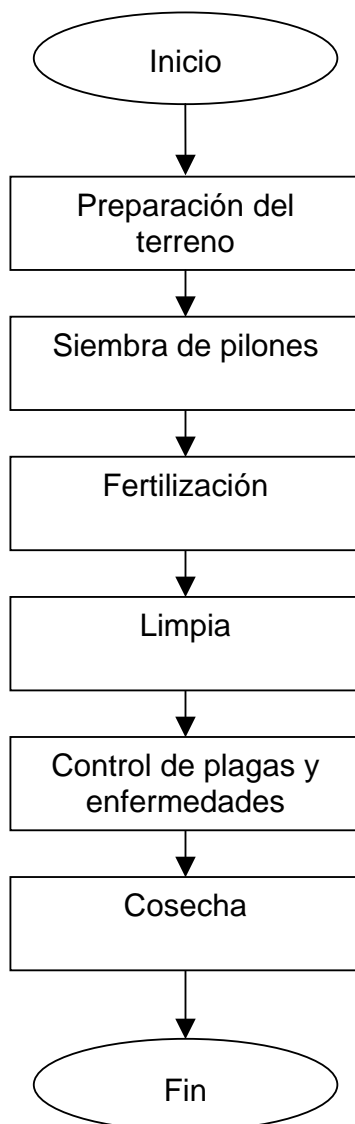 Inicio
Preparación del
terreno
Siembra de pilones
Fertilización
Limpia
Control de plagas y
enfermedades
Cosecha
Fin